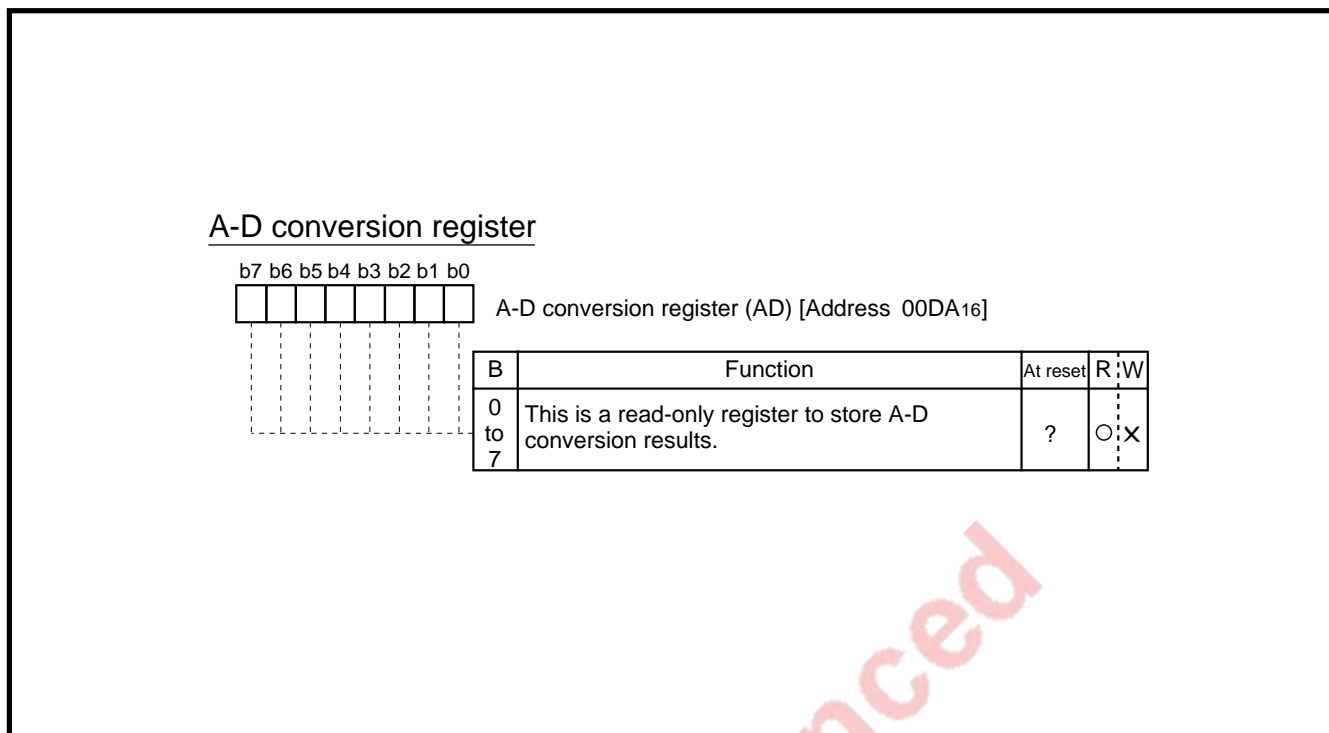 A-D conversion register
b7 b6 b5 b4 b3 b2 b1 b0
A-D conversion register (AD) [Address 00DA16]
B Function At reset R W
0 to 7 This is a read-only register to store A-D conversion results. ? ○ ×